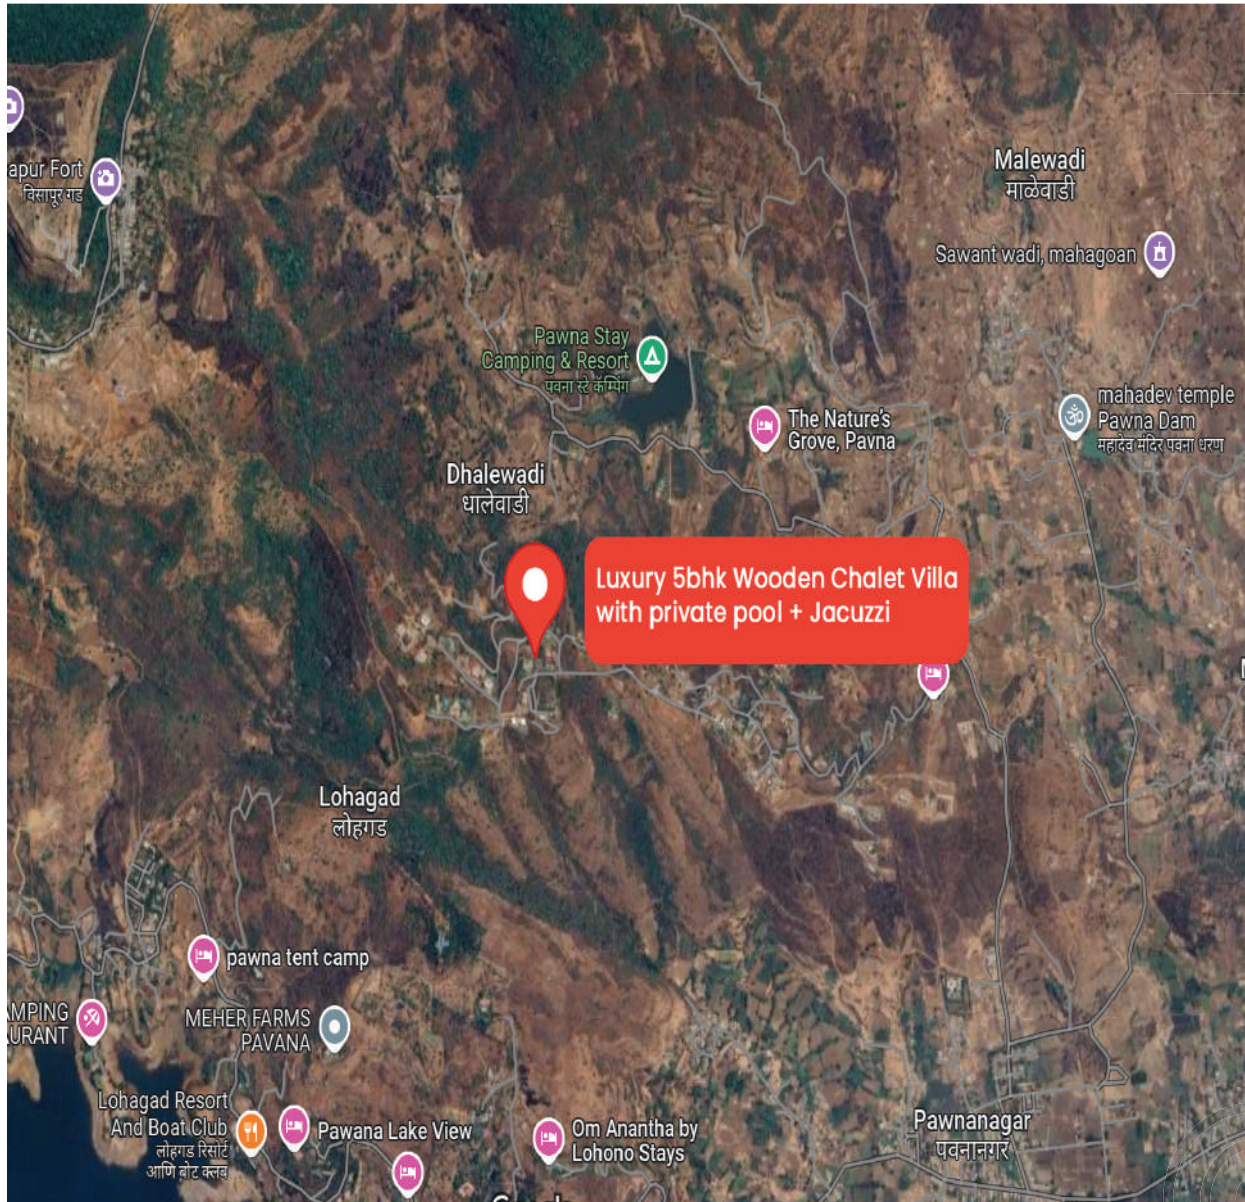 Malewadi
माळेवाडी
apur Fort
विसापूर गड
Sawant wadi, mahagoan
Pawna Stay
Camping & Resort
पवना स्टे कॅम्पिंग
mahadev temple
Pawna Dam
महादेव मंदिर पवना धरण
The Nature's
Grove, Pavna
Dhalewadi
धालेवाडी
Luxury 5bhk Wooden Chalet Villa
with private pool + Jacuzzi
Lohagad
लोहगड
pawna tent camp
AMPING
AURANT
MEHER FARMS
PAVANA
Lohagad Resort
And Boat Club
लोहगड रिसॉर्ट
आणि बोट क्लब
Pawana Lake View
Om Anantha by
Lohono Stays
Pawnanagar
पवनानगर